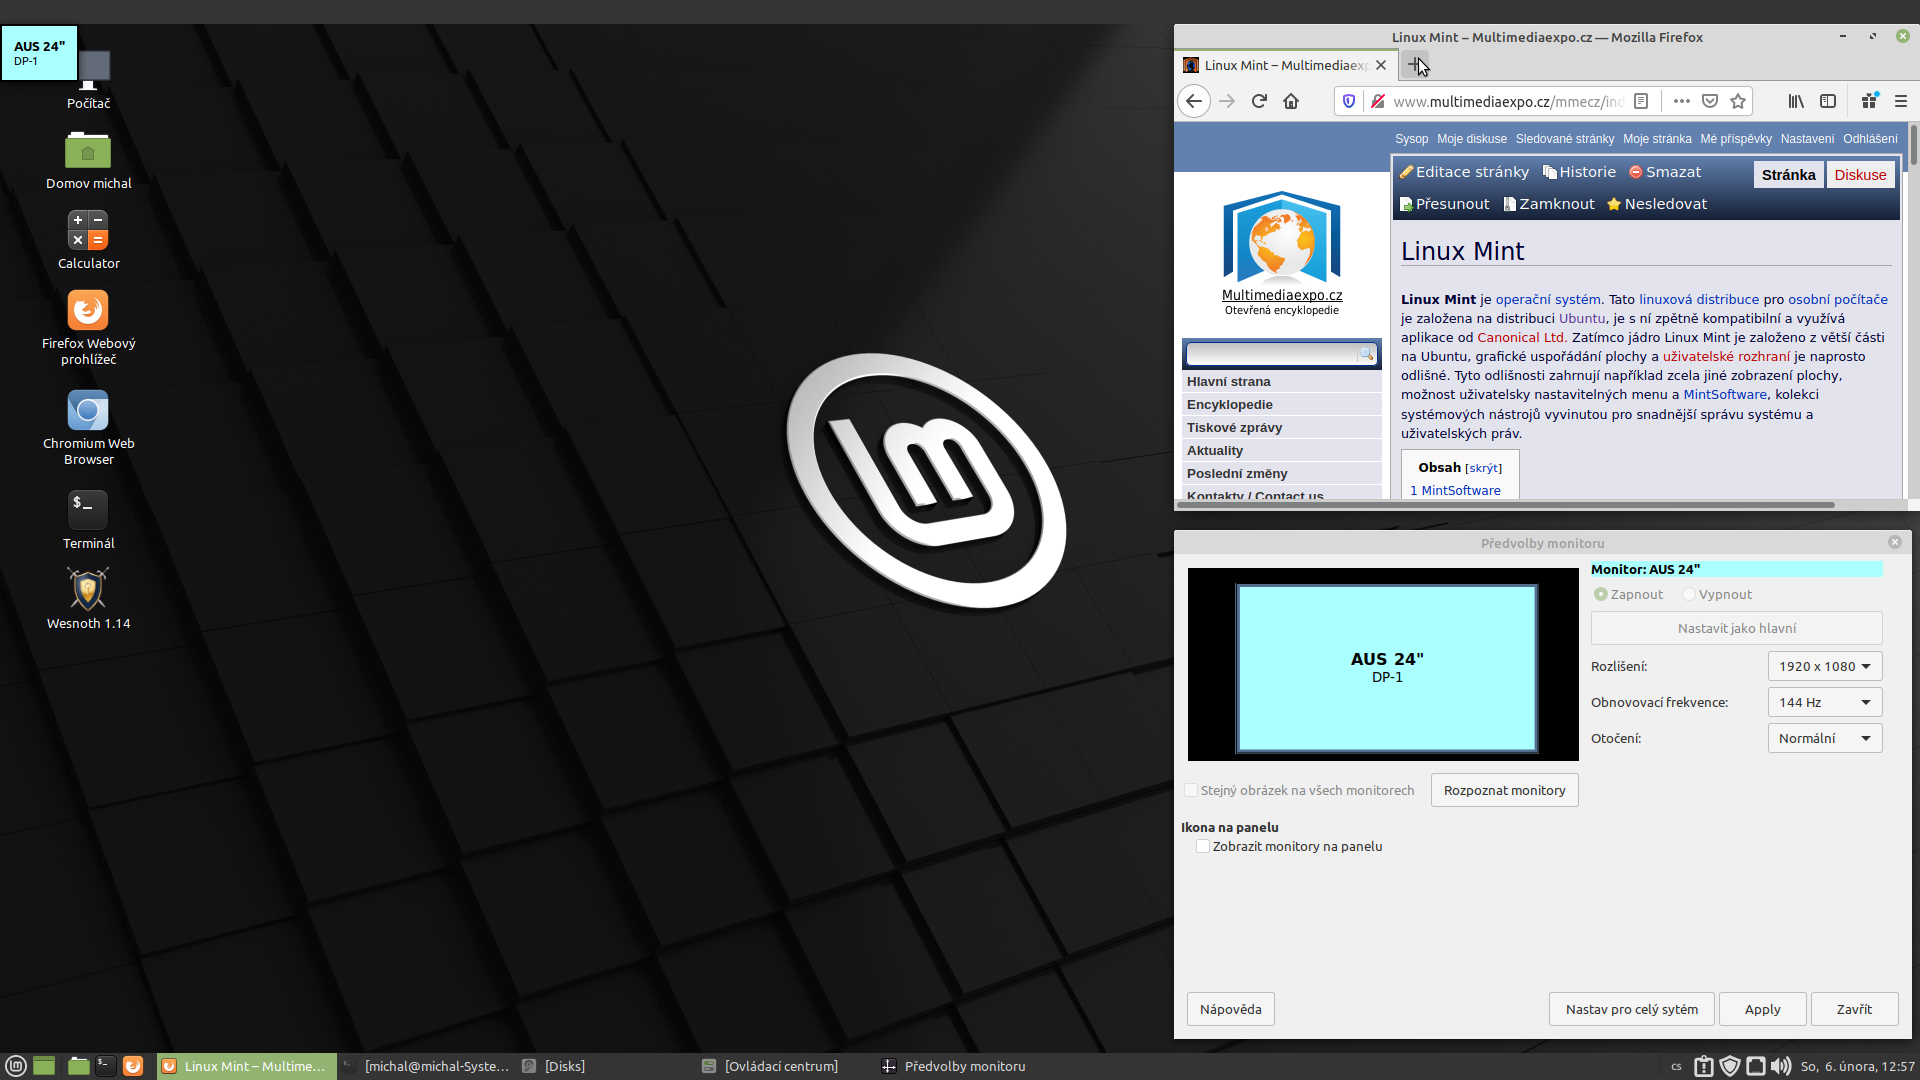 AUS 24"
DP-1
Počítač
Domov michal
Calculator
Firefox Webový
prohlížeč
Chromium Web
Browser
$_
Terminál
Wesnoth 1.14
Linux Mint – Multimediaexpo.cz — Mozilla Firefox
Linux Mint – Multimediaexp
www.multimediaexpo.cz/mmecz/ind
Sysop Moje diskuse Sledované stránky Moje stránka Mé příspěvky Nastavení Odhlášení
Editace stránky Historie Smazat Stránka Diskuse
Přesunout Zamknout Nesledovat
Multimediaexpo.cz
Otevřená encyklopedie
Hlavní strana
Encyklopedie
Tiskové zprávy
Aktuality
Poslední změny
Kontakty / Contact us
Linux Mint
Linux Mint je operační systém. Tato linuxová distribuce pro osobní počítače
je založena na distribuci Ubuntu, je s ní zpětně kompatibilní a využívá
aplikace od Canonical Ltd. Zatímco jádro Linux Mint je založeno z větší části
na Ubuntu, grafické uspořádání plochy a uživatelské rozhraní je naprosto
odlišné. Tyto odlišnosti zahrnují například zcela jiné zobrazení plochy,
možnost uživatelsky nastavitelných menu a MintSoftware, kolekci
systémových nástrojů vyvinutou pro snadnější správu systému a
uživatelských práv.
Obsah [skrýt]
1 MintSoftware
Předvolby monitoru
AUS 24"
DP-1
Monitor: AUS 24"
Zapnout Vypnout
Nastavit jako hlavní
Rozlišení: 1920 x 1080
Obnovovací frekvence: 144 Hz
Otočení: Normální
Stejný obrázek na všech monitorech Rozpoznat monitory
Ikona na panelu
Zobrazit monitory na panelu
Nápověda Nastav pro celý sytém Apply Zavřít
Linux Mint – Multime... [michal@michal-Syste... [Disks] [Ovládací centrum] Předvolby monitoru cs So, 6. února, 12:57